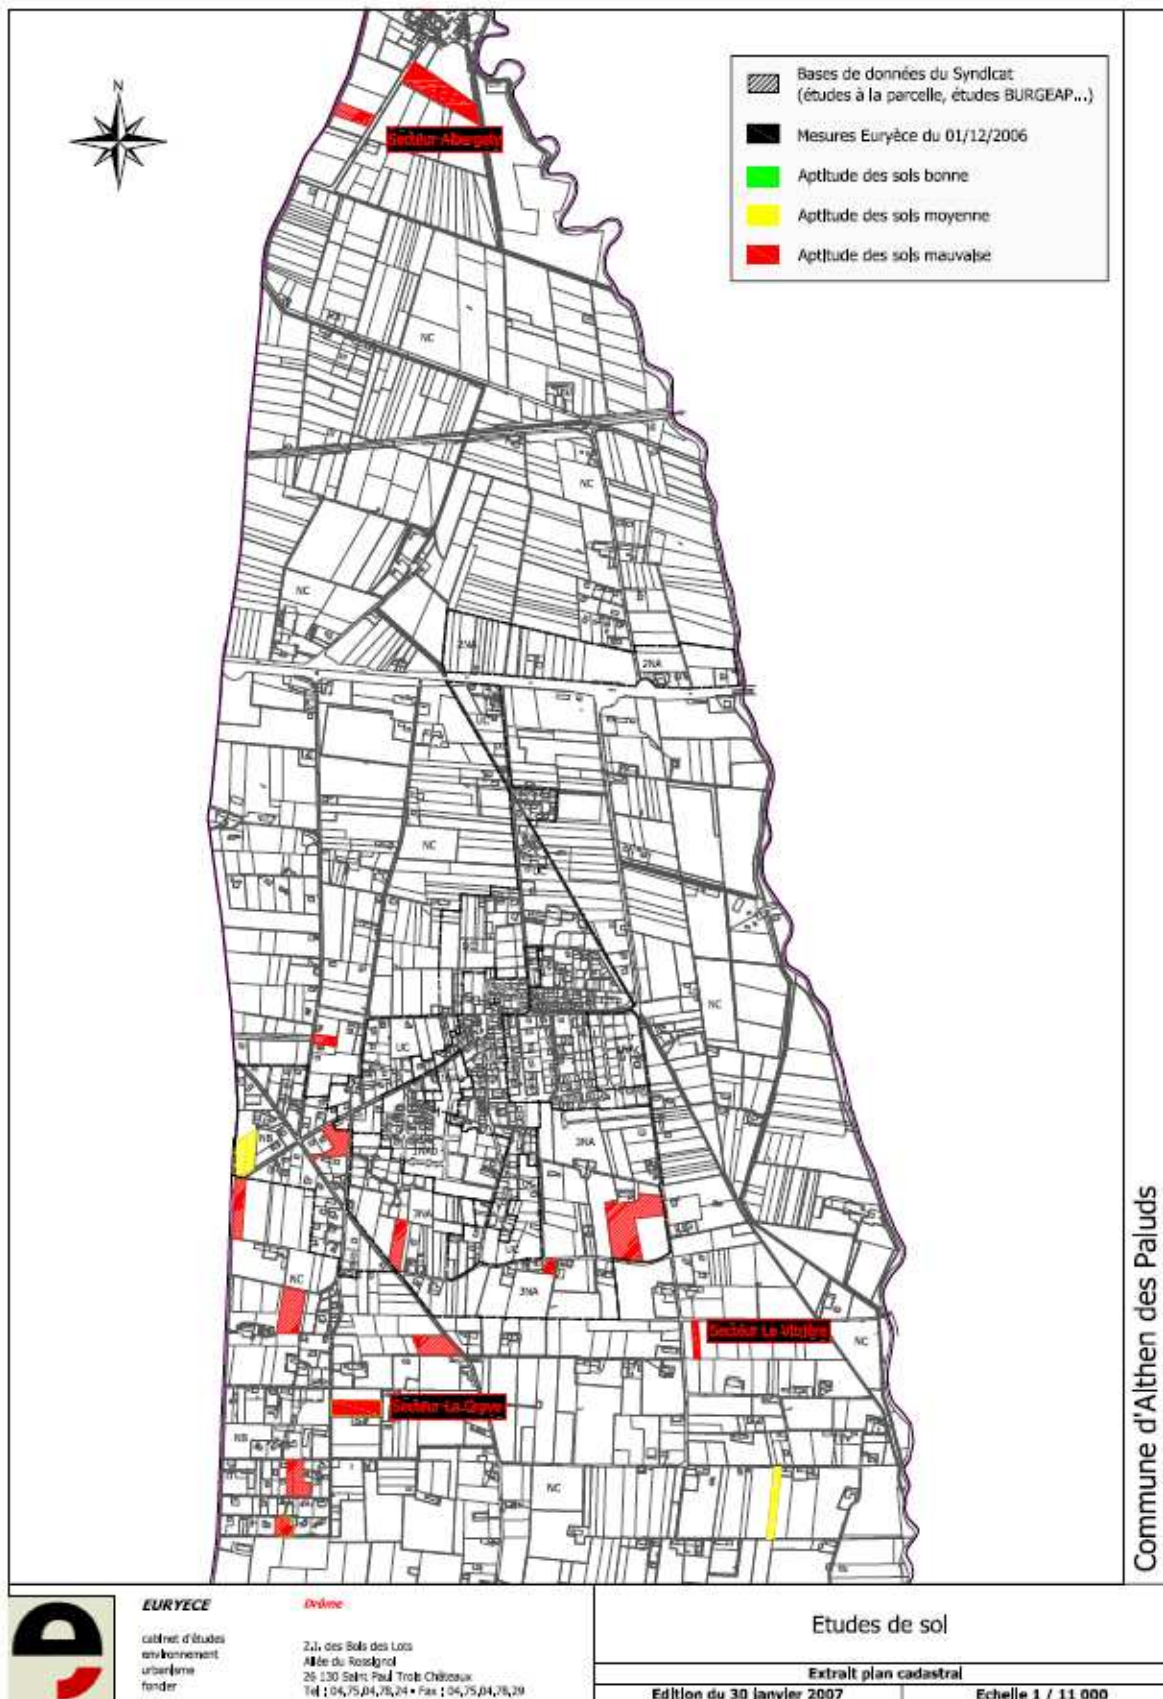 N
Bases de données du Syndicat
(études à la parcelle, études BURGEAP...)
Mesures Euryèce du 01/12/2006
Aptitude des sols bonne
Aptitude des sols moyenne
Aptitude des sols mauvaise
Secteur Albergaty
NC
NC
NC
2NA
2NA
UC
NC
UC
NC
UC
NB
3NA
3NA
UC
NC
3NA
Secteur La Vibière
NC
Secteur La Grave
NB
NC
Commune d'Althen des Paluds
EURYECE
cabinet d'études
environnement
urbanisme
foncier
Drôme
Z.I. des Bois des Lots
Allée du Rossignol
26 130 Saint Paul Trois Châteaux
Tel : 04.75.04.78.24 • Fax : 04.75.04.78.29
Etudes de sol
Extrait plan cadastral
Edition du 30 janvier 2007
Echelle 1 / 11 000